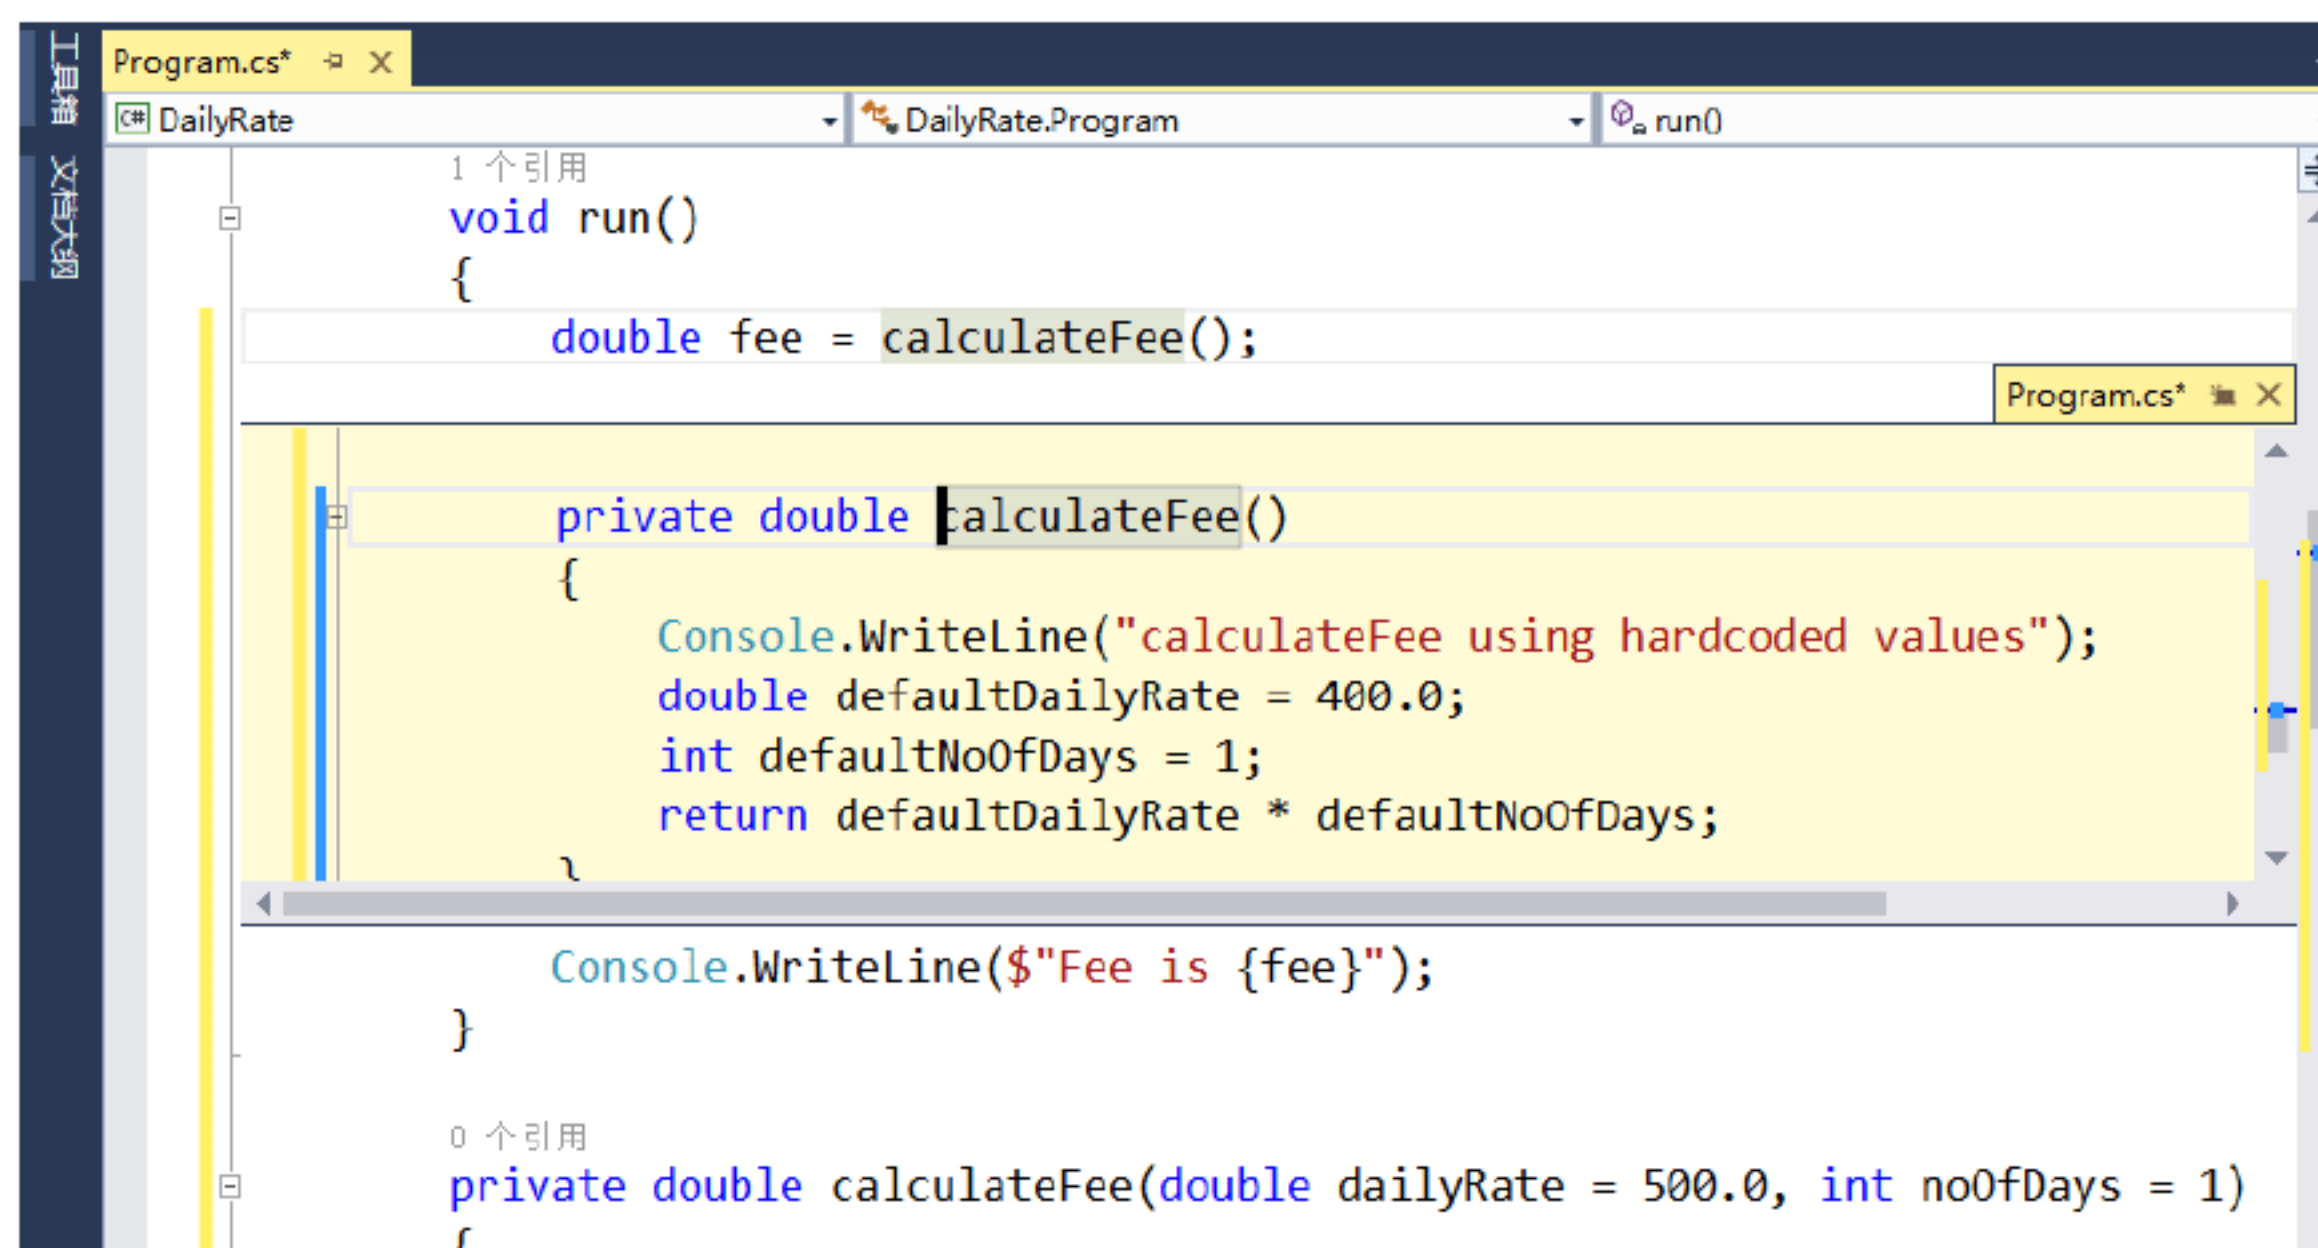 工具箱
文档大纲
Program.cs*
DailyRate
DailyRate.Program
run()
1 个引用
void run()
{
double fee = calculateFee();
Program.cs*
private double calculateFee()
{
Console.WriteLine("calculateFee using hardcoded values");
double defaultDailyRate = 400.0;
int defaultNoOfDays = 1;
return defaultDailyRate * defaultNoOfDays;
}
Console.WriteLine($"Fee is {fee}");
}
0 个引用
private double calculateFee(double dailyRate = 500.0, int noOfDays = 1)
{